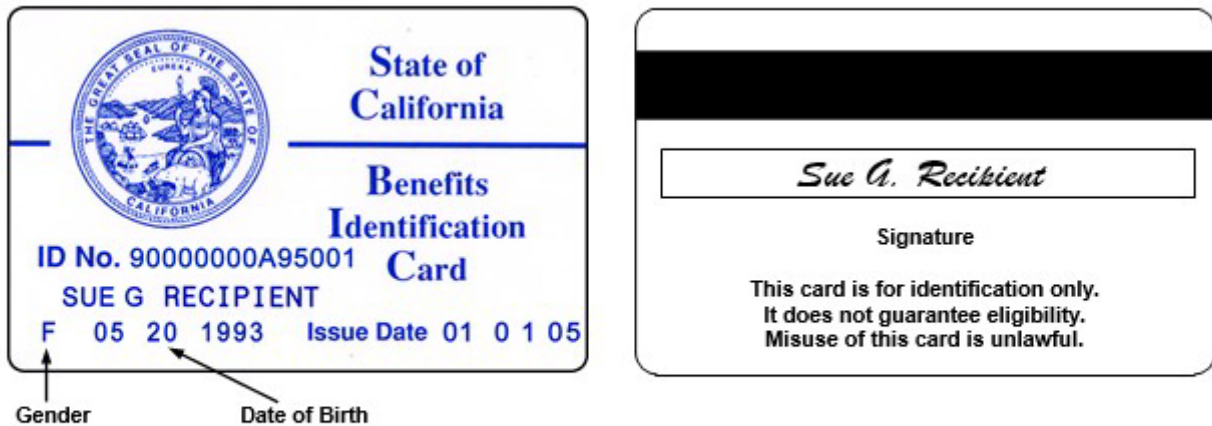 THE GREAT SEAL OF THE STATE OF CALIFORNIA
EUREKA
State of
California
Benefits
Identification
Card
ID No. 90000000A95001
SUE G RECIPIENT
F 05 20 1993 Issue Date 01 0 1 05
Gender
Date of Birth
Sue G. Recipient
Signature
This card is for identification only.
It does not guarantee eligibility.
Misuse of this card is unlawful.